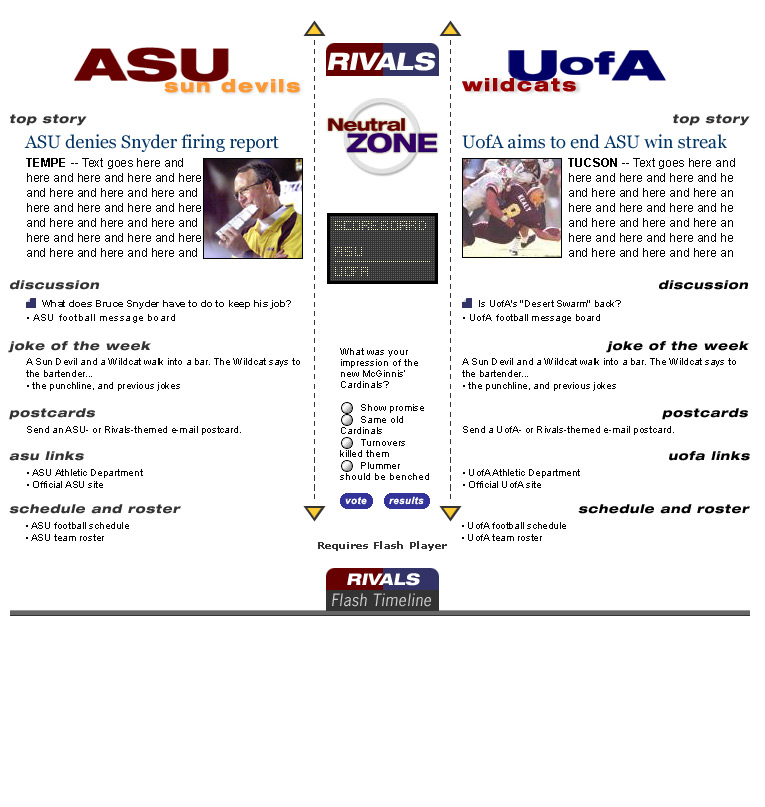 ASU
sun devils
top story
ASU denies Snyder firing report
TEMPE -- Text goes here and
here and here and here and here
and here and here and here and
here and here and here and here
and here and here and here and
here and here and here and here
and here and here and here and
discussion
What does Bruce Snyder have to do to keep his job?
• ASU football message board
joke of the week
A Sun Devil and a Wildcat walk into a bar. The Wildcat says to
the bartender...
• the punchline, and previous jokes
postcards
Send an ASU- or Rivals-themed e-mail postcard.
asu links
• ASU Athletic Department
• Official ASU site
schedule and roster
• ASU football schedule
• ASU team roster
RIVALS
Neutral
ZONE
SCOREBOARD
ASU
UOFA
What was your
impression of the
new McGinnis'
Cardinals?
Show promise
Same old
Cardinals
Turnovers
killed them
Plummer
should be benched
vote
results
Requires Flash Player
RIVALS
Flash Timeline
UofA
wildcats
top story
UofA aims to end ASU win streak
TUCSON -- Text goes here and
here and here and here and he
and here and here and here an
here and here and here and he
and here and here and here an
here and here and here and he
and here and here and here an
discussion
Is UofA's "Desert Swarm" back?
• UofA football message board
joke of the week
A Sun Devil and a Wildcat walk into a bar. The Wildcat says to
the bartender...
• the punchline, and previous jokes
postcards
Send a UofA- or Rivals-themed e-mail postcard.
uofa links
• UofA Athletic Department
• Official UofA site
schedule and roster
• UofA football schedule
• UofA team roster